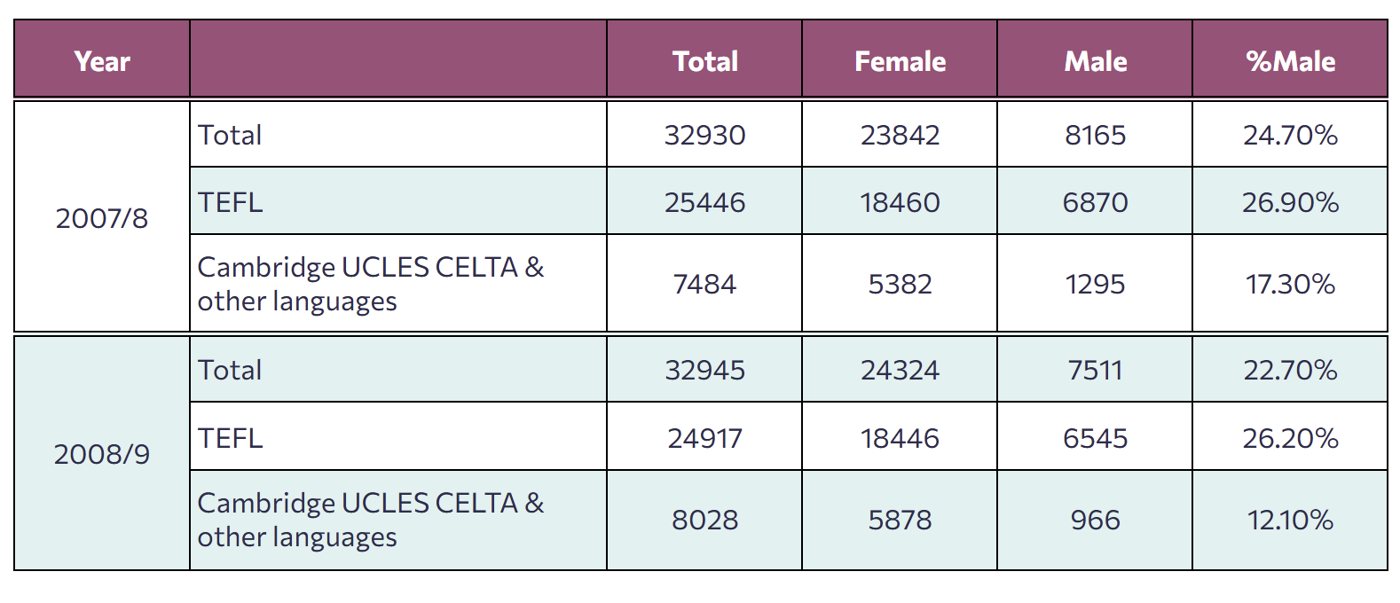 Year Total Female Male %Male
2007/8
Total 32930 23842 8165 24.70%
TEFL 25446 18460 6870 26.90%
Cambridge UCLES CELTA &
other languages 7484 5382 1295 17.30%
2008/9
Total 32945 24324 7511 22.70%
TEFL 24917 18446 6545 26.20%
Cambridge UCLES CELTA &
other languages 8028 5878 966 12.10%